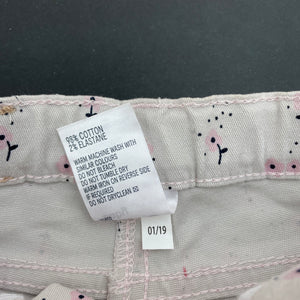 98% COTTON
2% ELASTANE
WARM MACHINE WASH WITH
SIMILAR COLOURS
DO NOT BLEACH
DO NOT TUMBLE DRY
WARM IRON ON REVERSE SIDE
IF REQUIRED
DO NOT DRYCLEAN
01/19